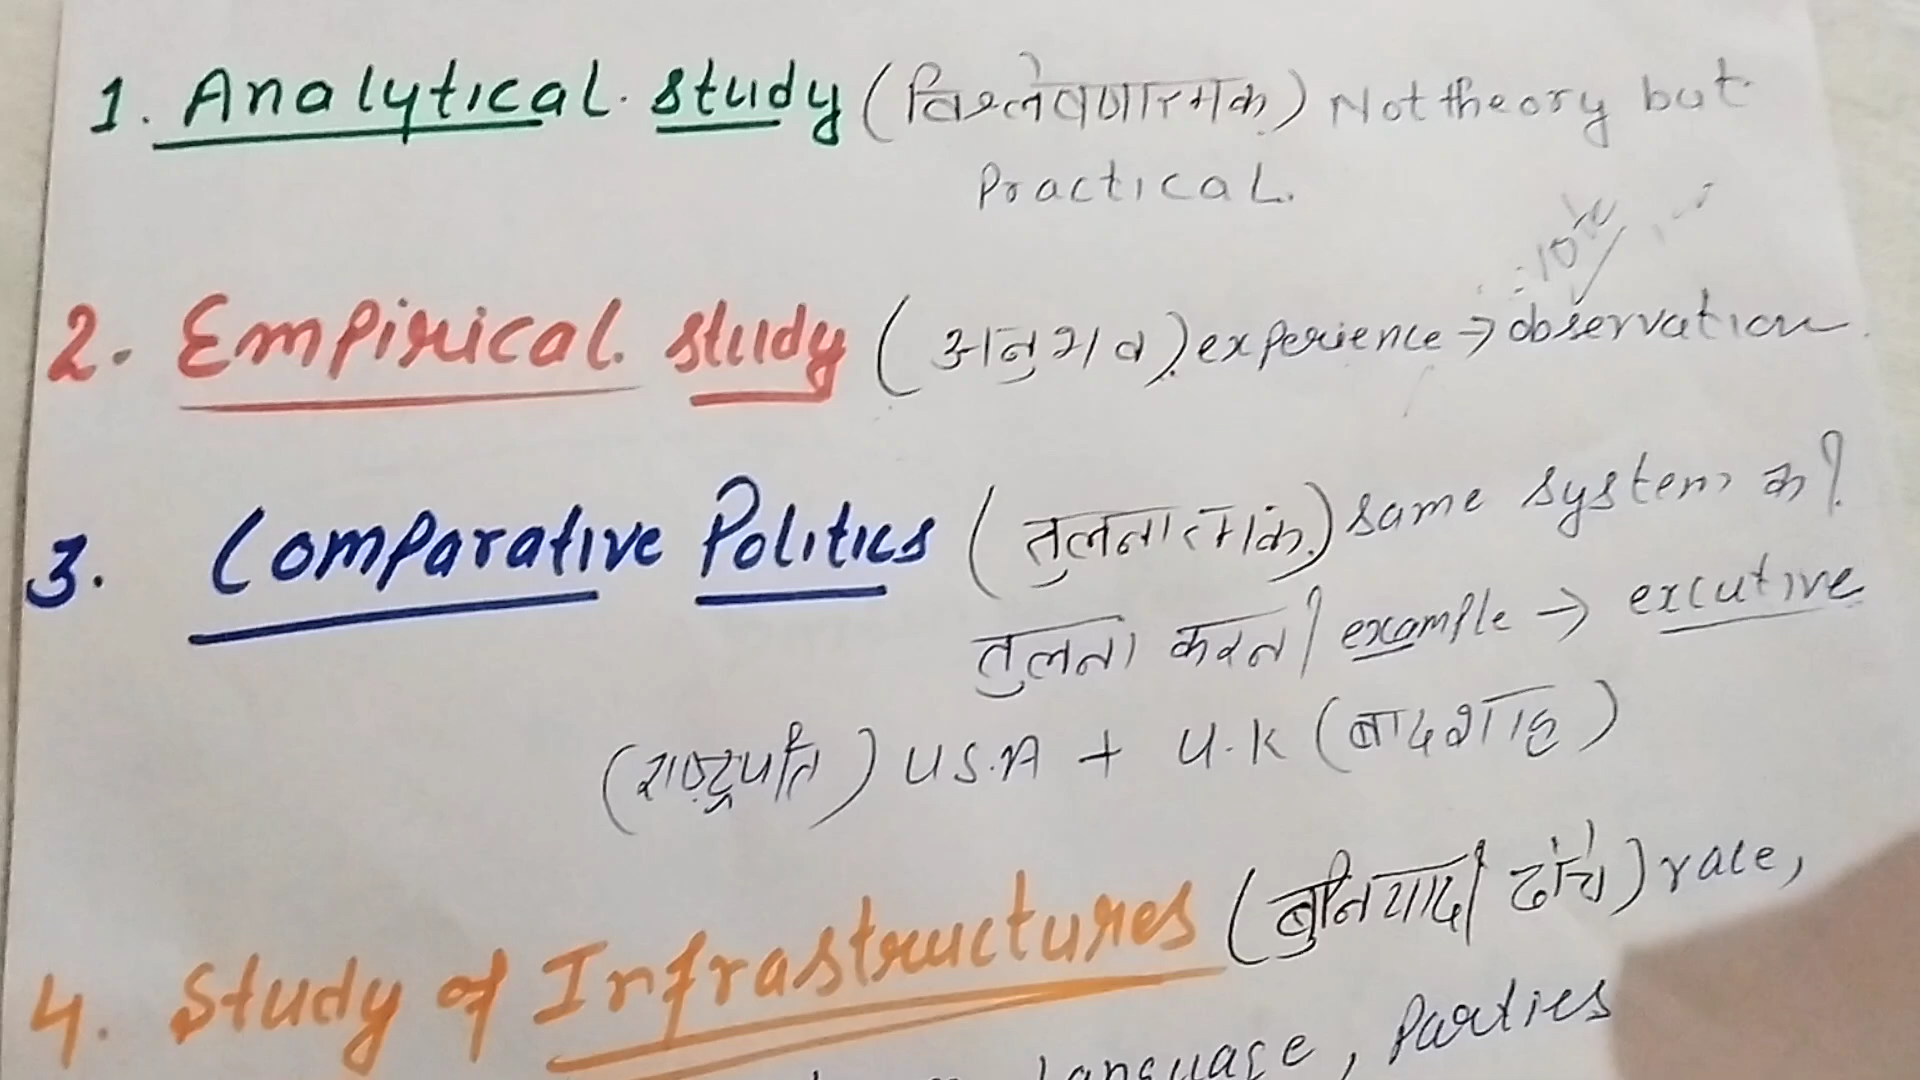 1. Analytical study (विश्लेषणात्मक) Not theory but
Practical.
2. Empirical study (अनुभव) experience → observation
3. Comparative Politics (तुलनात्मक) same system की
तुलना करना example → excutive
(राष्ट्रपति) U.S.A + U.K (बादशाह)
4. Study of Infrastructures (बुनियादी ढांचे) race,
Language, Parties